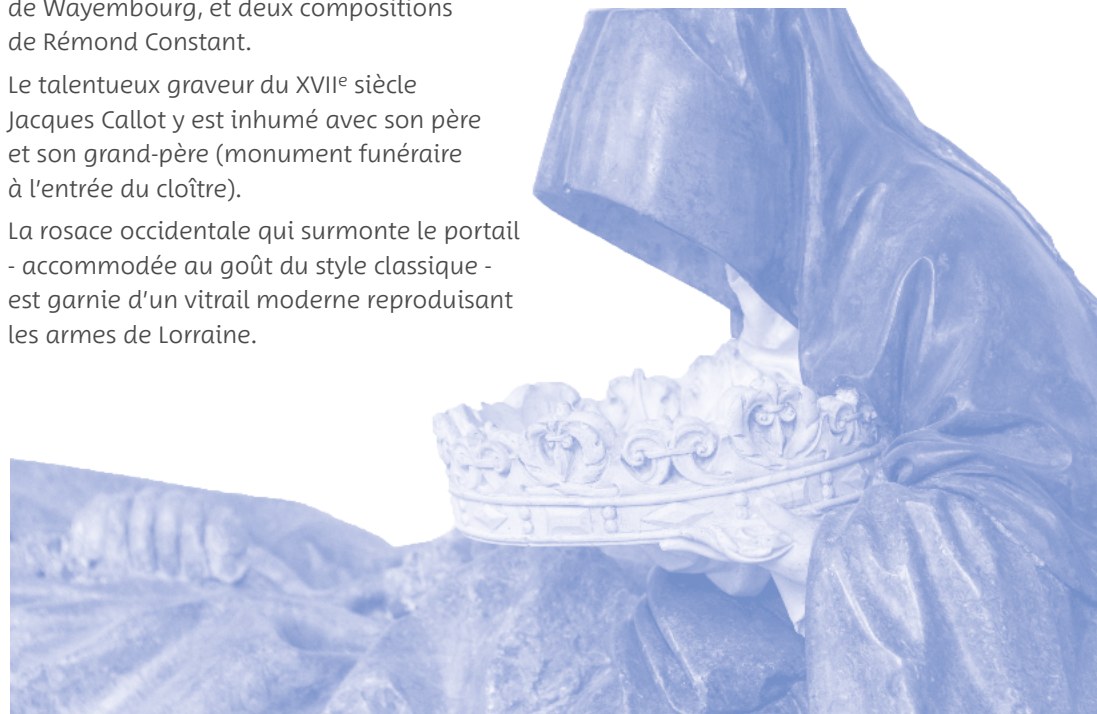 de Wayembourg, et deux compositions
de Rémond Constant.
Le talentueux graveur du XVIIᵉ siècle
Jacques Callot y est inhumé avec son père
et son grand-père (monument funéraire
à l'entrée du cloître).
La rosace occidentale qui surmonte le portail
- accommodée au goût du style classique -
est garnie d'un vitrail moderne reproduisant
les armes de Lorraine.